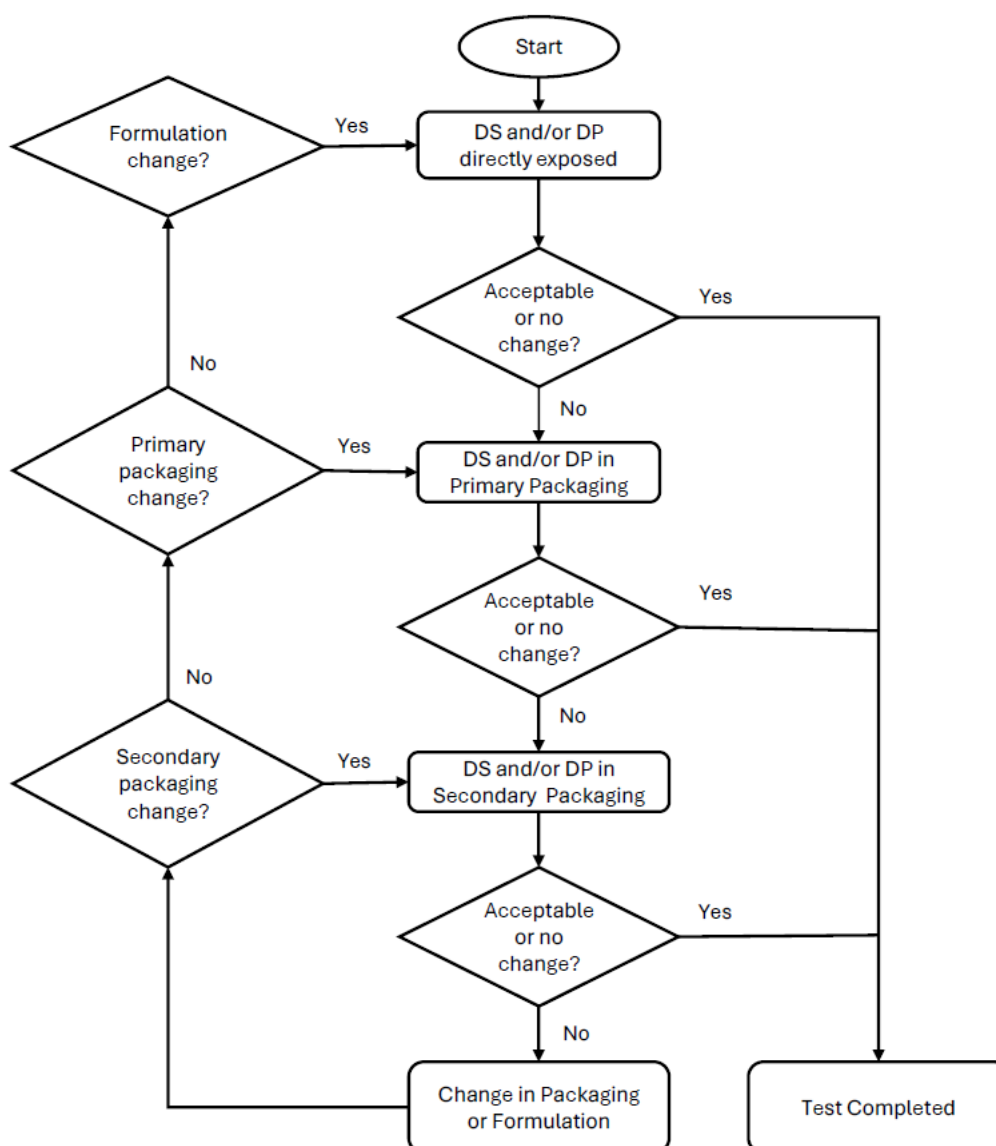 Start
Formulation
change?
Yes
DS and/or DP
directly exposed
Acceptable
or no
change?
Yes
No
No
Primary
packaging
change?
Yes
DS and/or DP in
Primary Packaging
Acceptable
or no
change?
Yes
No
No
Secondary
packaging
change?
Yes
DS and/or DP in
Secondary Packaging
Acceptable
or no
change?
Yes
No
Change in Packaging
or Formulation
Test Completed